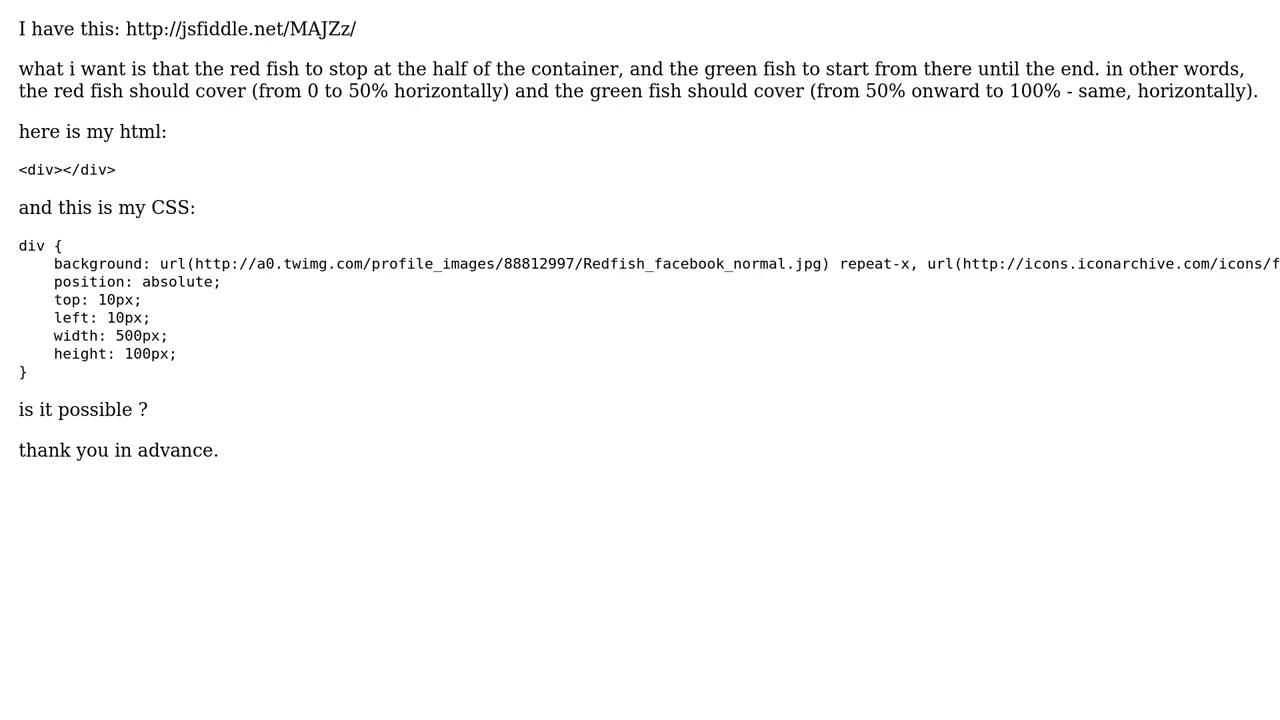 I have this: http://jsfiddle.net/MAJZz/
what i want is that the red fish to stop at the half of the container, and the green fish to start from there until the end. in other words,
the red fish should cover (from 0 to 50% horizontally) and the green fish should cover (from 50% onward to 100% - same, horizontally).
here is my html:
<div></div>
and this is my CSS:
div {
    background: url(http://a0.twimg.com/profile_images/88812997/Redfish_facebook_normal.jpg) repeat-x, url(http://icons.iconarchive.com/icons/f
    position: absolute;
    top: 10px;
    left: 10px;
    width: 500px;
    height: 100px;
}
is it possible ?
thank you in advance.